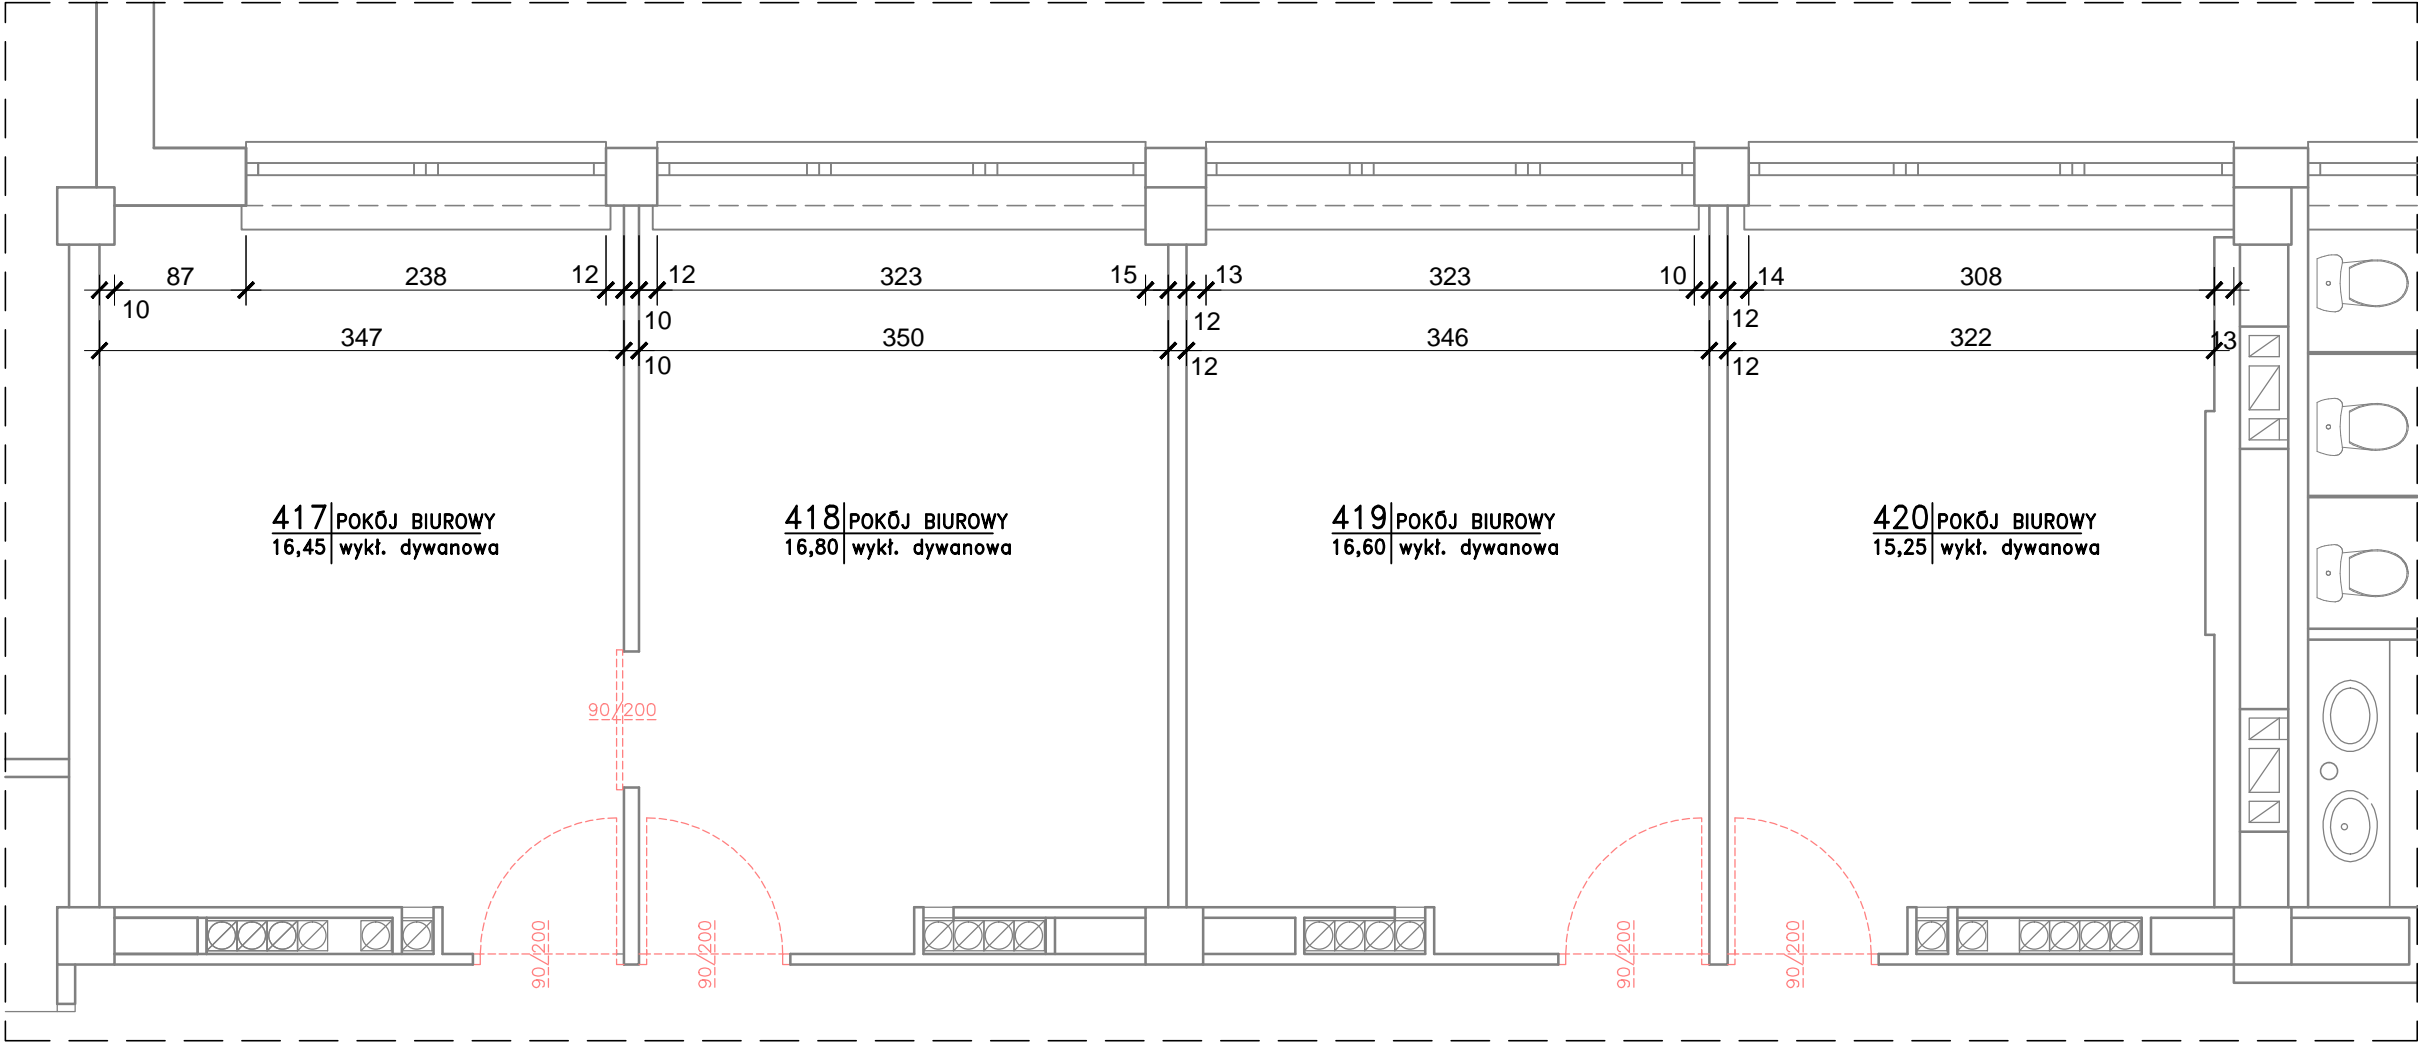 87 238 12 12 323 15 13 323 10 14 308
10 10 12 12
347 350 346 322 13
10 12 12
417 POKÓJ BIUROWY
16,45 wykł. dywanowa
418 POKÓJ BIUROWY
16,80 wykł. dywanowa
419 POKÓJ BIUROWY
16,60 wykł. dywanowa
420 POKÓJ BIUROWY
15,25 wykł. dywanowa
90/200
90/200
90/200
90/200
90/200